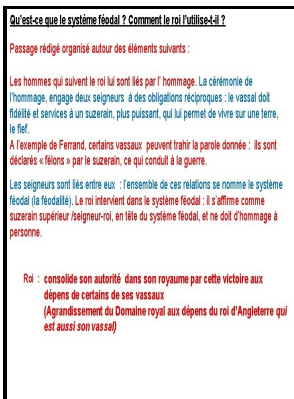 Qu'est-ce que le système féodal ? Comment le roi l'utilise-t-il ?
Passage rédigé organisé autour des éléments suivants :
Les hommes qui suivent le roi lui sont liés par l' hommage. La cérémonie de
l'hommage, engage deux seigneurs à des obligations réciproques : le vassal doit
fidélité et services à un suzerain, plus puissant, qui lui permet de vivre sur une terre,
le fief.
A l'exemple de Ferrand, certains vassaux peuvent trahir la parole donnée : ils sont
déclarés « félons » par le suzerain, ce qui conduit à la guerre.
Les seigneurs sont liés entre eux : l'ensemble de ces relations se nomme le système
féodal (la féodalité). Le roi intervient dans le système féodal : il s'affirme comme
suzerain supérieur /seigneur-roi, en tête du système féodal, et ne doit d'hommage à
personne.
Roi : consolide son autorité dans son royaume par cette victoire aux
dépens de certains de ses vassaux
(Agrandissement du Domaine royal aux dépens du roi d'Angleterre qui
est aussi son vassal)